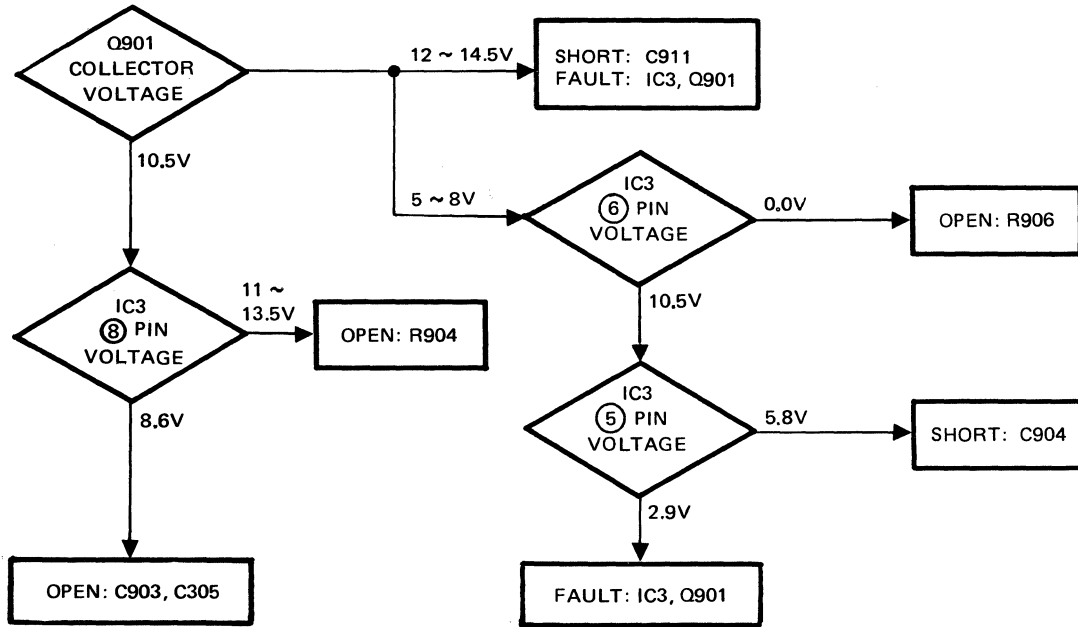 Q901
COLLECTOR
VOLTAGE
12 ~ 14.5V
SHORT: C911
FAULT: IC3, Q901
10.5V
5 ~ 8V
IC3
⑥ PIN
VOLTAGE
0.0V
OPEN: R906
IC3
⑧ PIN
VOLTAGE
11 ~
13.5V
OPEN: R904
10.5V
8.6V
IC3
⑤ PIN
VOLTAGE
5.8V
SHORT: C904
2.9V
OPEN: C903, C305
FAULT: IC3, Q901